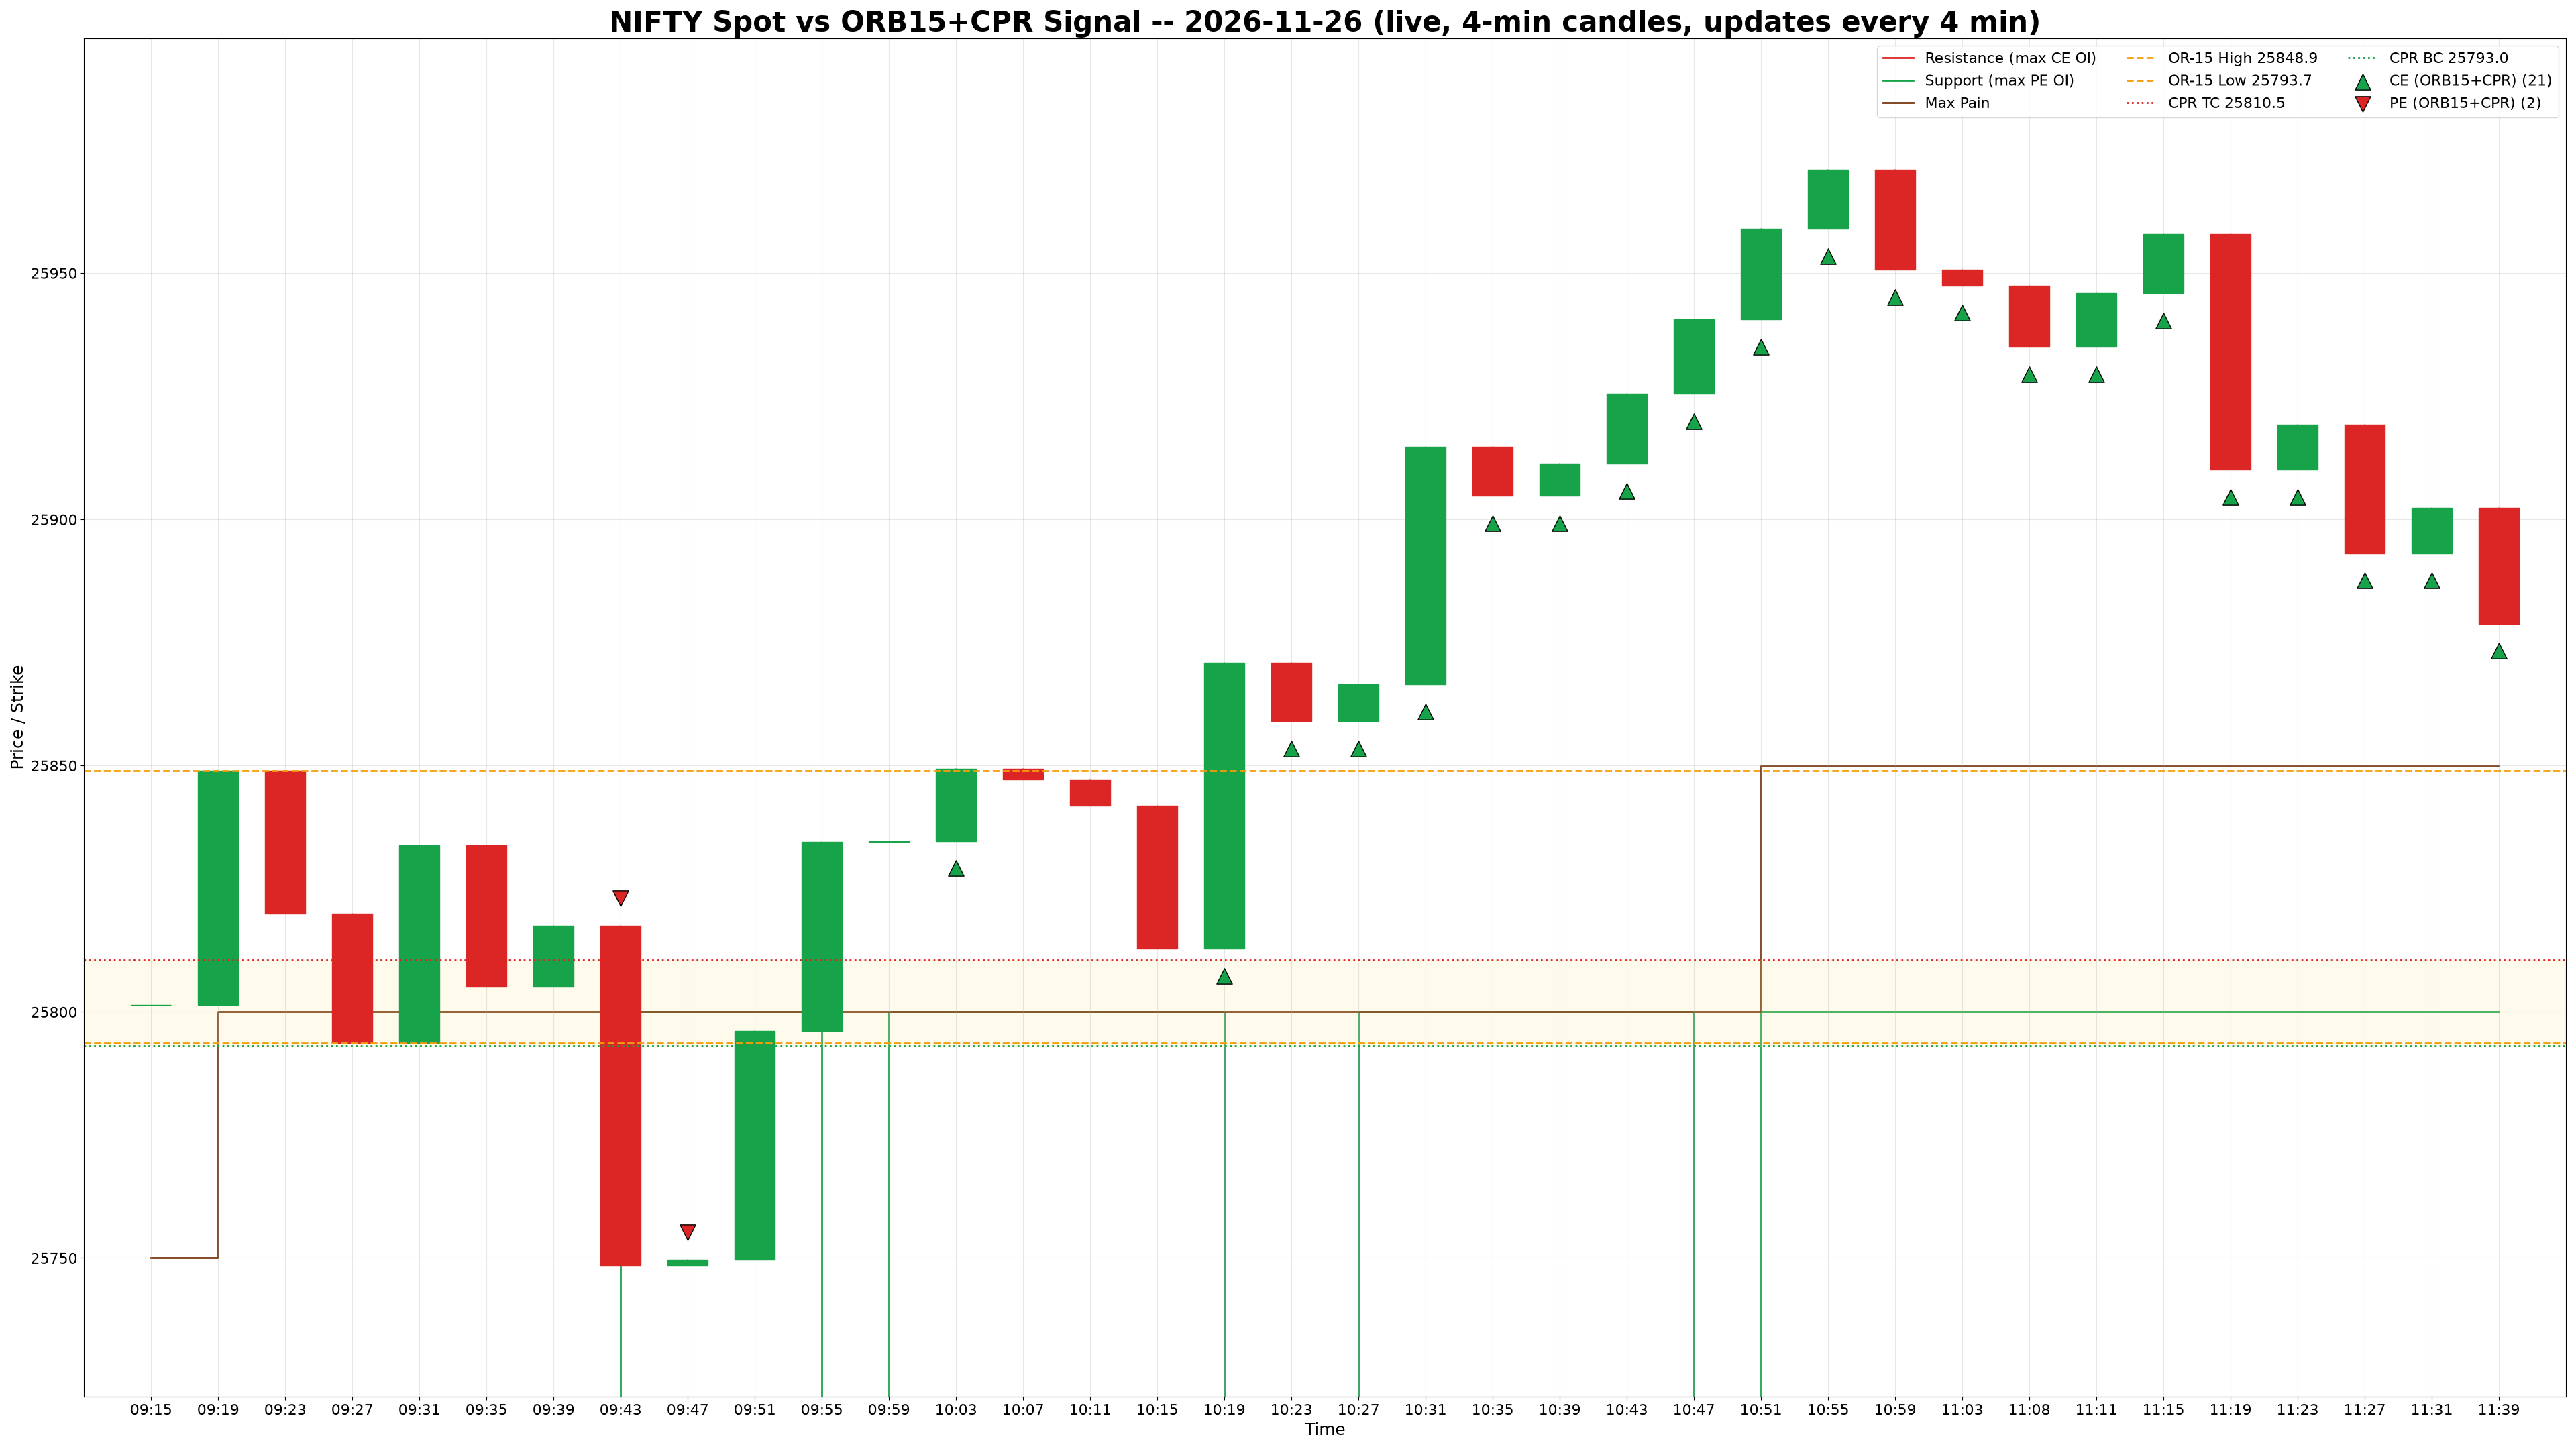 NIFTY Spot vs ORB15+CPR Signal -- 2026-11-26 (live, 4-min candles, updates every 4 min)
Resistance (max CE OI)
Support (max PE OI)
Max Pain
OR-15 High 25848.9
OR-15 Low 25793.7
CPR TC 25810.5
CPR BC 25793.0
CE (ORB15+CPR) (21)
PE (ORB15+CPR) (2)
Price / Strike
25950
25900
25850
25800
25750
09:15 09:19 09:23 09:27 09:31 09:35 09:39 09:43 09:47 09:51 09:55 09:59 10:03 10:07 10:11 10:15 10:19 10:23 10:27 10:31 10:35 10:39 10:43 10:47 10:51 10:55 10:59 11:03 11:08 11:11 11:15 11:19 11:23 11:27 11:31 11:39
Time